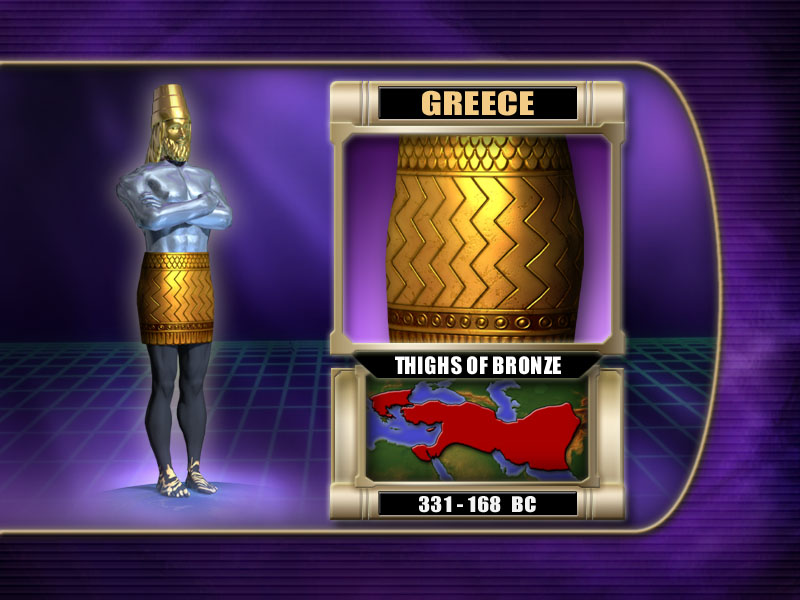 GREECE
THIGHS OF BRONZE
331 - 168 BC